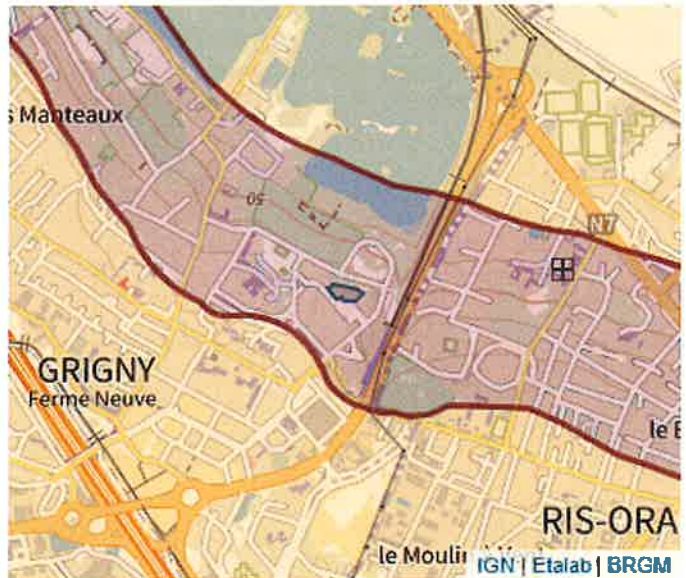 s Manteaux
50
N7
GRIGNY
Ferme Neuve
le B
RIS-ORA
le Moulin
IGN | Etalab | BRGM